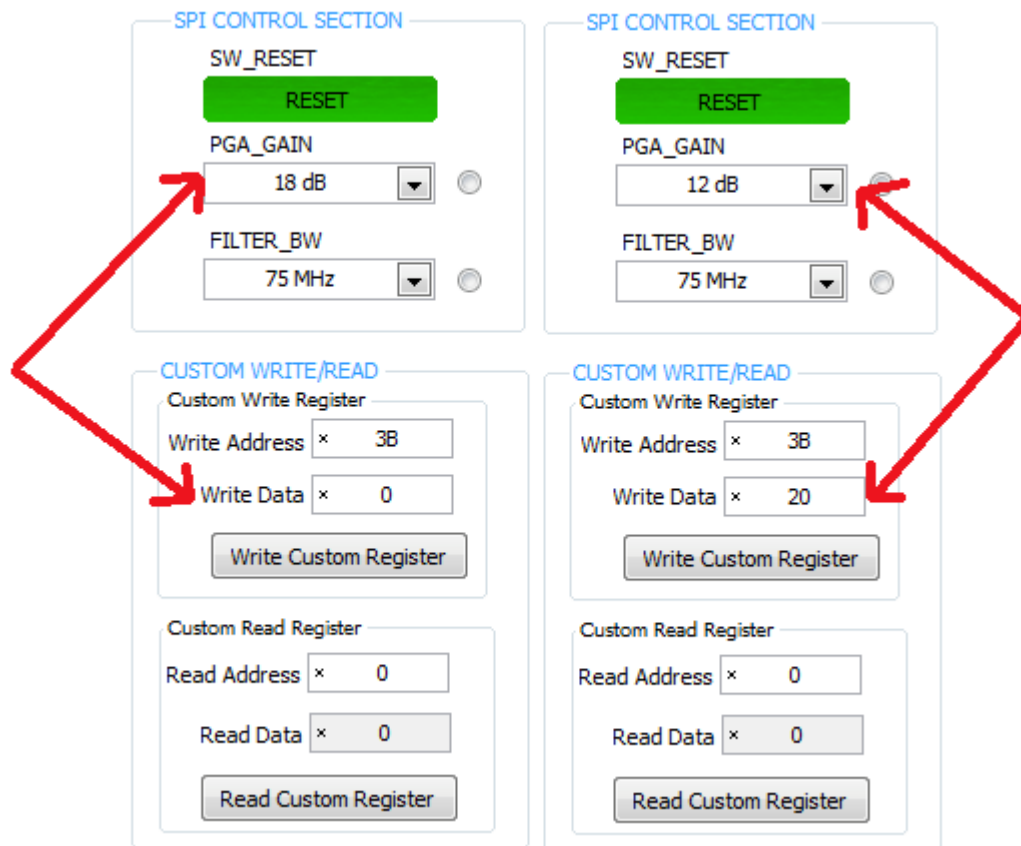 SPI CONTROL SECTION
SW_RESET
RESET
PGA_GAIN
18 dB
FILTER_BW
75 MHz
CUSTOM WRITE/READ
Custom Write Register
Write Address × 3B
Write Data × 0
Write Custom Register
Custom Read Register
Read Address × 0
Read Data × 0
Read Custom Register
SPI CONTROL SECTION
SW_RESET
RESET
PGA_GAIN
12 dB
FILTER_BW
75 MHz
CUSTOM WRITE/READ
Custom Write Register
Write Address × 3B
Write Data × 20
Write Custom Register
Custom Read Register
Read Address × 0
Read Data × 0
Read Custom Register